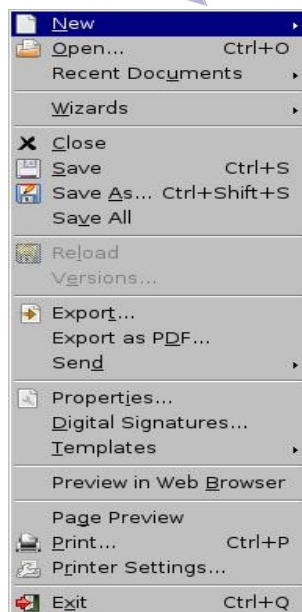 New
Open... Ctrl+O
Recent Documents
Wizards
Close
Save Ctrl+S
Save As... Ctrl+Shift+S
Save All
Reload
Versions...
Export...
Export as PDF...
Send
Properties...
Digital Signatures...
Templates
Preview in Web Browser
Page Preview
Print... Ctrl+P
Printer Settings...
Exit Ctrl+Q